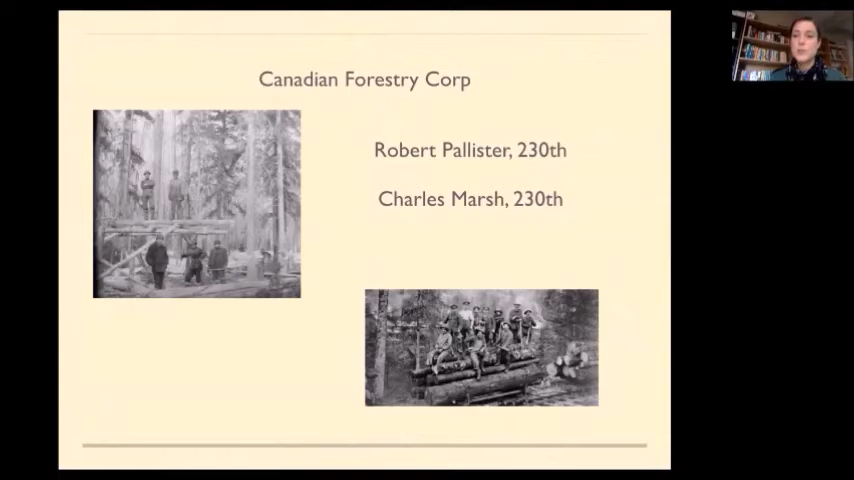 Canadian Forestry Corp
Robert Pallister, 230th
Charles Marsh, 230th